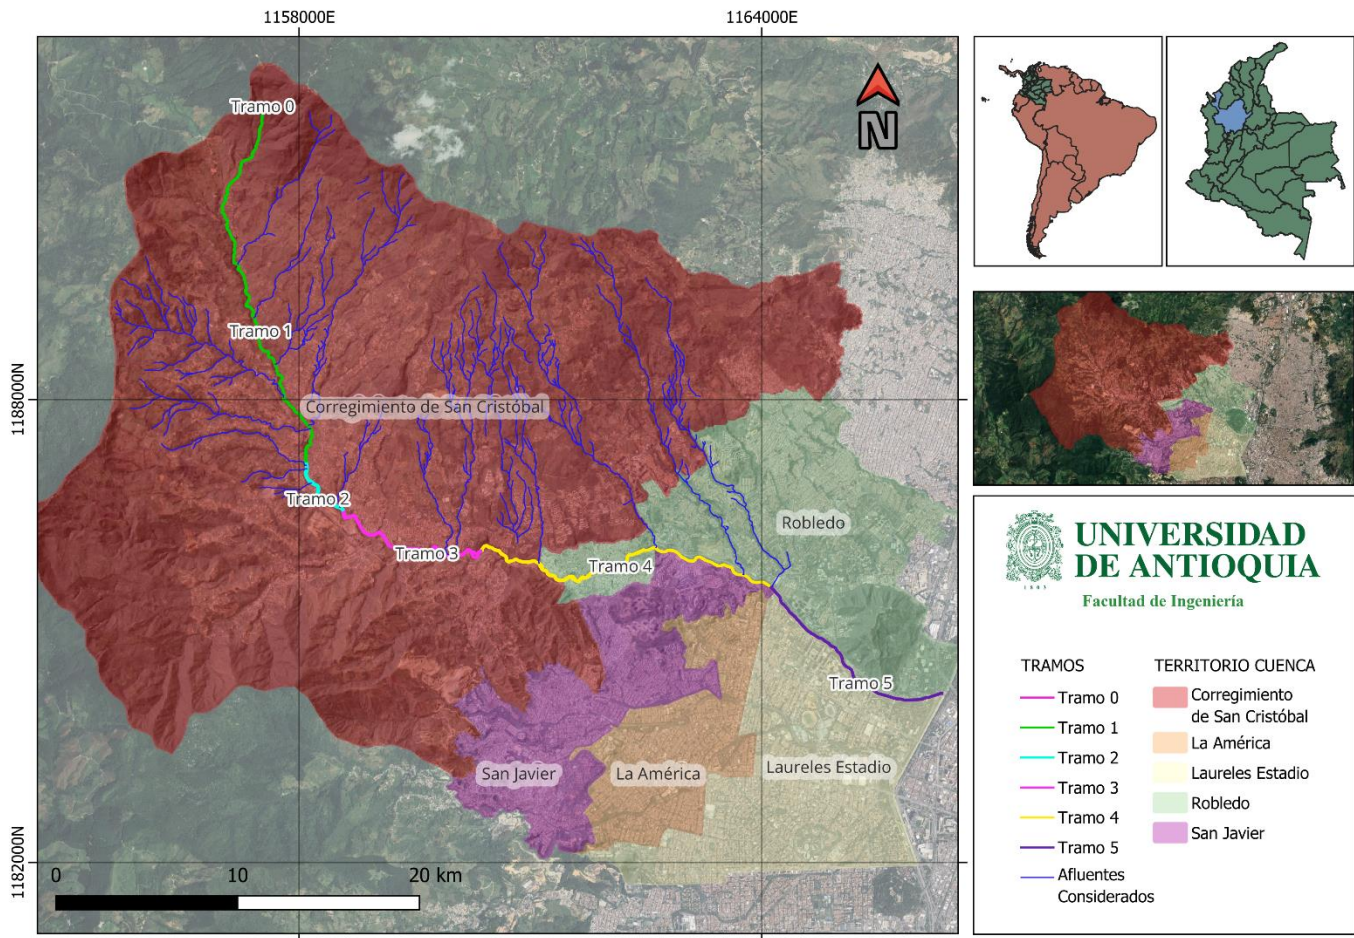 1158000E
1164000E
Tramo 0
N
Tramo 1
1188000N
Corregimiento de San Cristóbal
Tramo 2
Robledo
Tramo 3
Tramo 4
Tramo 5
San Javier
La América
Laureles Estadio
1182000N
0 10 20 km
UNIVERSIDAD
DE ANTIOQUIA
1803
Facultad de Ingeniería
TRAMOS
Tramo 0
Tramo 1
Tramo 2
Tramo 3
Tramo 4
Tramo 5
Afluentes
Considerados
TERRITORIO CUENCA
Corregimiento
de San Cristóbal
La América
Laureles Estadio
Robledo
San Javier